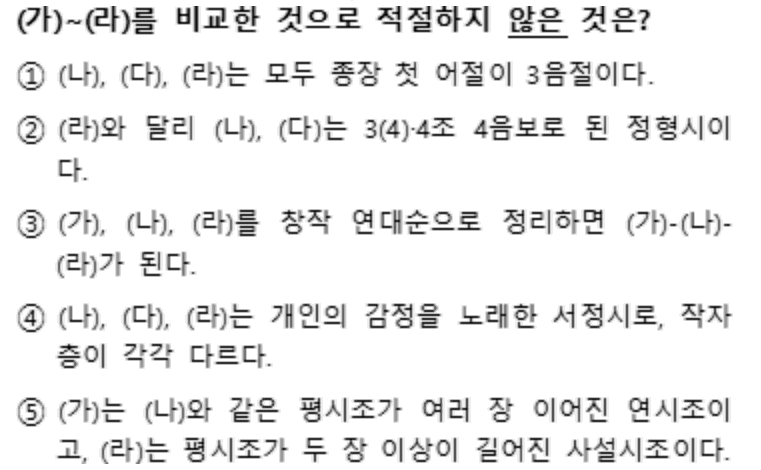 (가)~(라)를 비교한 것으로 적절하지 않은 것은?
① (나), (다), (라)는 모두 종장 첫 어절이 3음절이다.
② (라)와 달리 (나), (다)는 3(4)·4조 4음보로 된 정형시이
다.
③ (가), (나), (라)를 창작 연대순으로 정리하면 (가)-(나)-
(라)가 된다.
④ (나), (다), (라)는 개인의 감정을 노래한 서정시로, 작자
층이 각각 다르다.
⑤ (가)는 (나)와 같은 평시조가 여러 장 이어진 연시조이
고, (라)는 평시조가 두 장 이상이 길어진 사설시조이다.